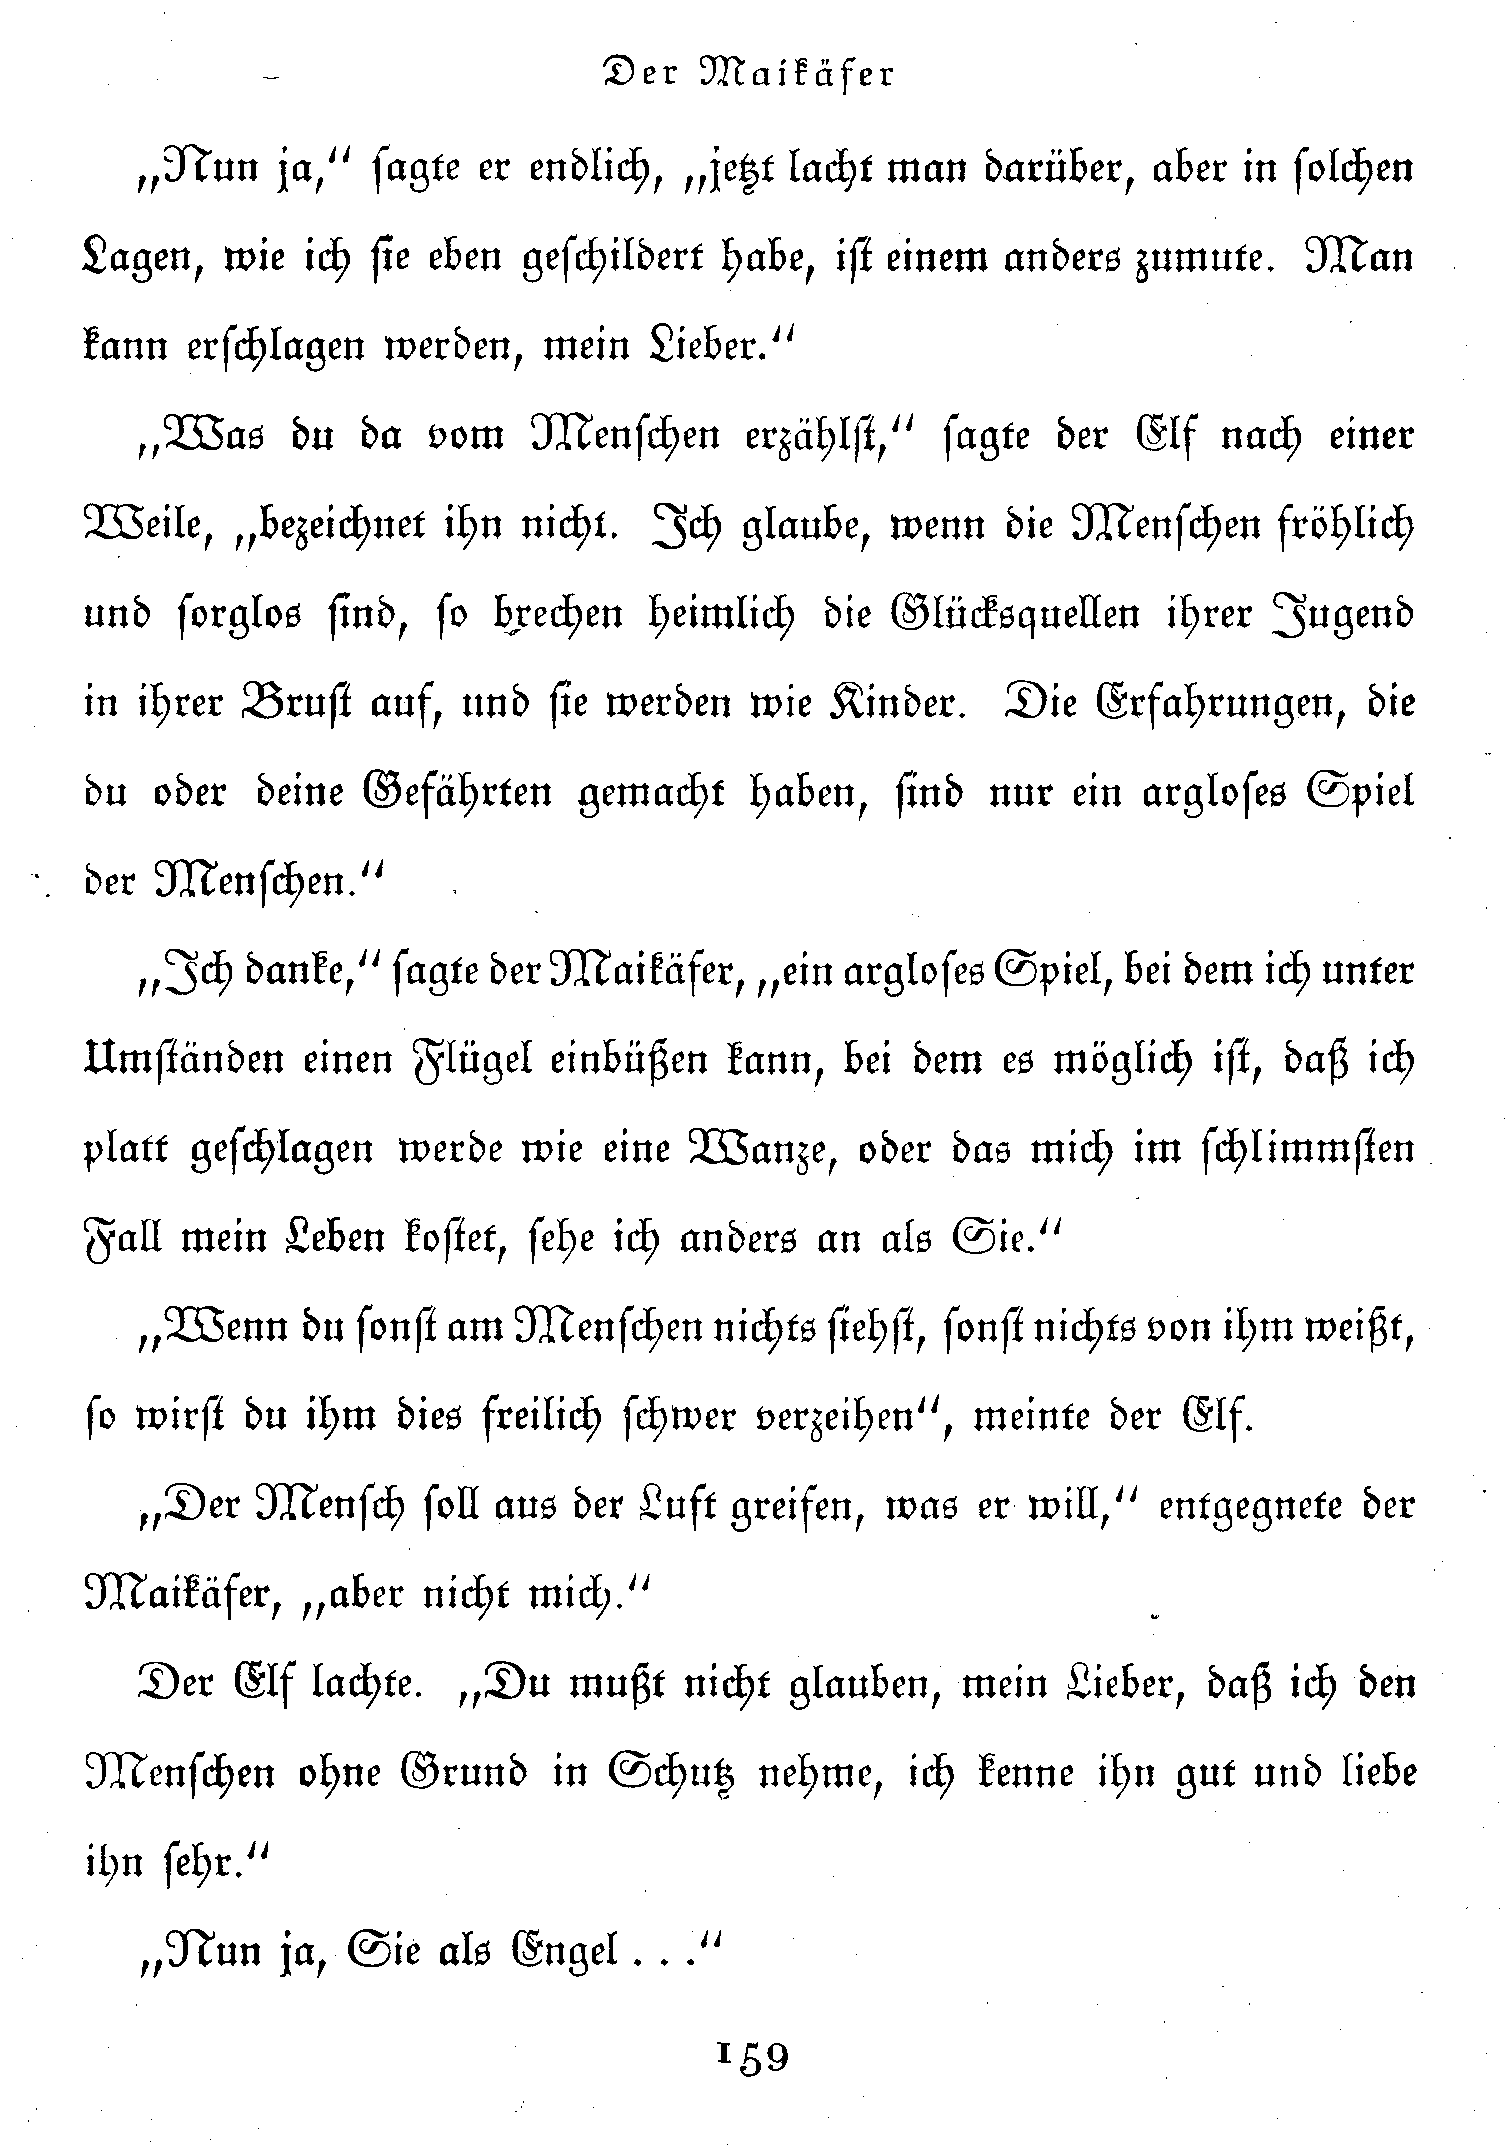 Der Maikäfer
„Nun ja,“ ſagte er endlich, „jetzt lacht man darüber, aber in ſolchen
Lagen, wie ich ſie eben geſchildert habe, iſt einem anders zumute. Man
kann erſchlagen werden, mein Lieber.“
„Was du da vom Menſchen erzählſt,“ ſagte der Elf nach einer
Weile, „bezeichnet ihn nicht. Ich glaube, wenn die Menſchen fröhlich
und ſorglos ſind, ſo brechen heimlich die Glücksquellen ihrer Jugend
in ihrer Bruſt auf, und ſie werden wie Kinder. Die Erfahrungen, die
du oder deine Gefährten gemacht haben, ſind nur ein argloſes Spiel
der Menſchen.“
„Ich danke,“ ſagte der Maikäfer, „ein argloſes Spiel, bei dem ich unter
Umſtänden einen Flügel einbüßen kann, bei dem es möglich iſt, daß ich
platt geſchlagen werde wie eine Wanze, oder das mich im ſchlimmſten
Fall mein Leben koſtet, ſehe ich anders an als Sie.“
„Wenn du ſonſt am Menſchen nichts ſiehſt, ſonſt nichts von ihm weißt,
ſo wirſt du ihm dies freilich ſchwer verzeihen“, meinte der Elf.
„Der Menſch ſoll aus der Luft greifen, was er will,“ entgegnete der
Maikäfer, „aber nicht mich.“
Der Elf lachte. „Du mußt nicht glauben, mein Lieber, daß ich den
Menſchen ohne Grund in Schutz nehme, ich kenne ihn gut und liebe
ihn ſehr.“
„Nun ja, Sie als Engel . . .“
159